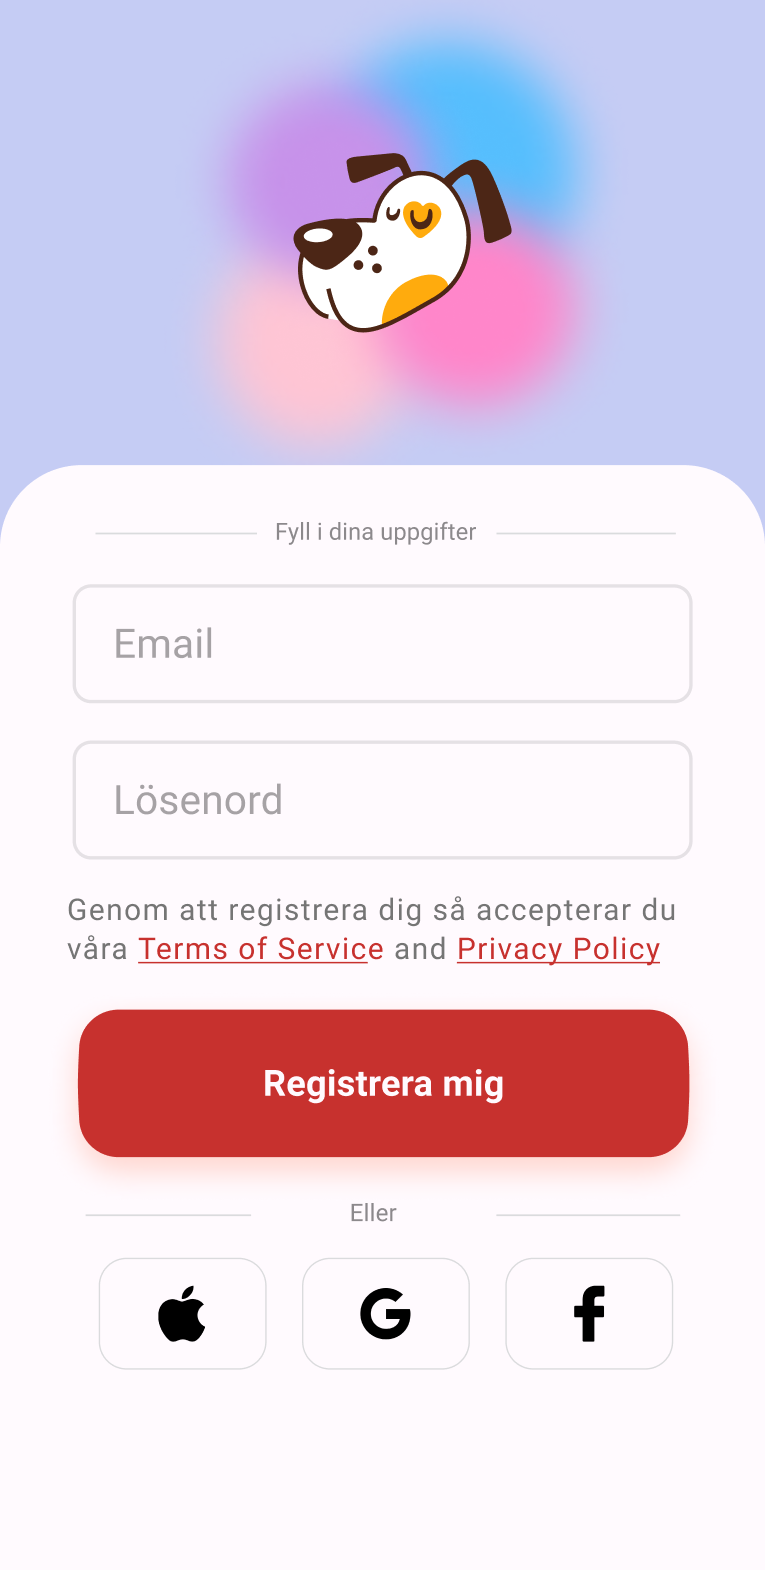 Fyll i dina uppgifter
Email
Lösenord
Genom att registrera dig så accepterar du
våra Terms of Service and Privacy Policy
Registrera mig
Eller